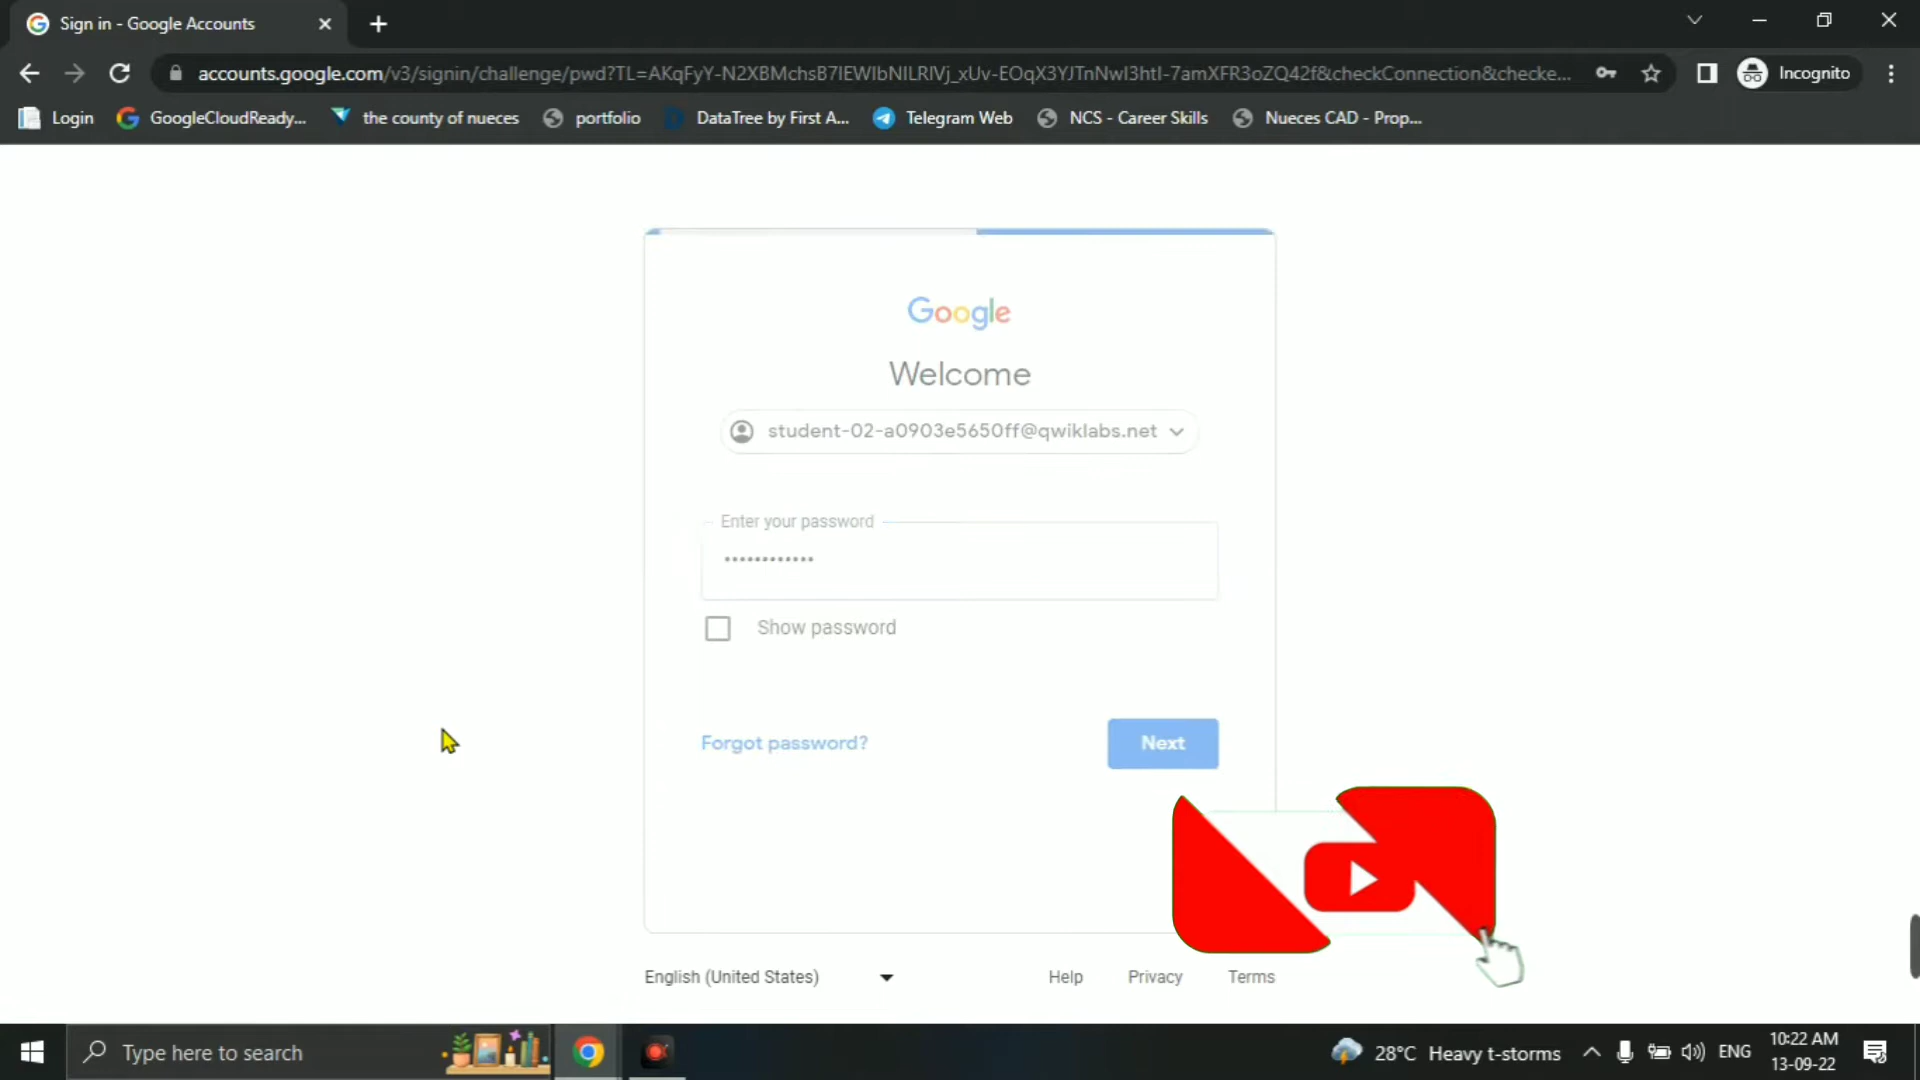 Sign in - Google Accounts
accounts.google.com/v3/signin/challenge/pwd?TL=AKqFyY-N2XBMchsB7IEWIbNILRIVj_xUv-EOqX3YJTnNwI3htI-7amXFR3oZQ42f&checkConnection&checke...
Incognito
Login
GoogleCloudReady...
the county of nueces
portfolio
DataTree by First A...
Telegram Web
NCS - Career Skills
Nueces CAD - Prop...
Google
Welcome
student-02-a0903e5650ff@qwiklabs.net
Enter your password
Show password
Forgot password?
Next
English (United States)
Help
Privacy
Terms
Type here to search
28°C Heavy t-storms
ENG
10:22 AM
13-09-22